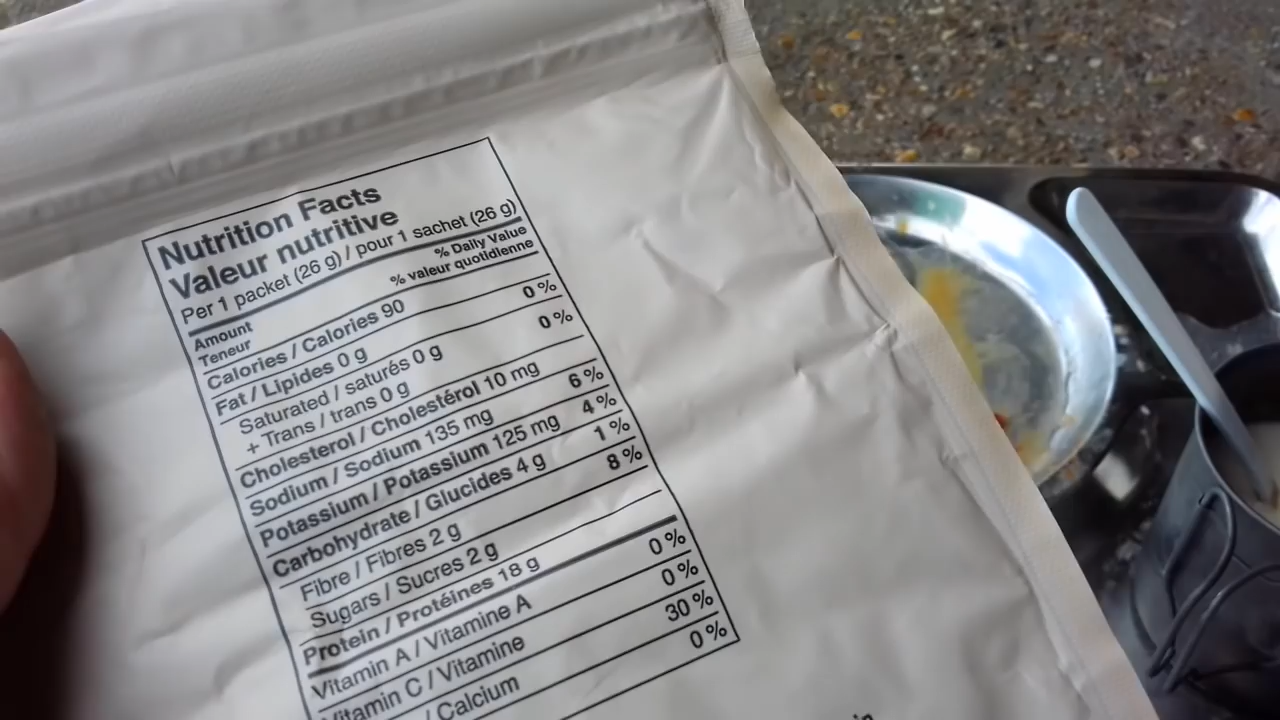 Nutrition Facts
Valeur nutritive
Per 1 packet (26 g) / pour 1 sachet (26 g)
Amount % Daily Value
Teneur % valeur quotidienne
Calories / Calories 90
Fat / Lipides 0 g 0 %
Saturated / saturés 0 g 0 %
+ Trans / trans 0 g
Cholesterol / Cholestérol 10 mg
Sodium / Sodium 135 mg 6 %
Potassium / Potassium 125 mg 4 %
Carbohydrate / Glucides 4 g 1 %
Fibre / Fibres 2 g 8 %
Sugars / Sucres 2 g
Protein / Protéines 18 g
Vitamin A / Vitamine A 0 %
Vitamin C / Vitamine 0 %
/ Calcium 30 %
0 %